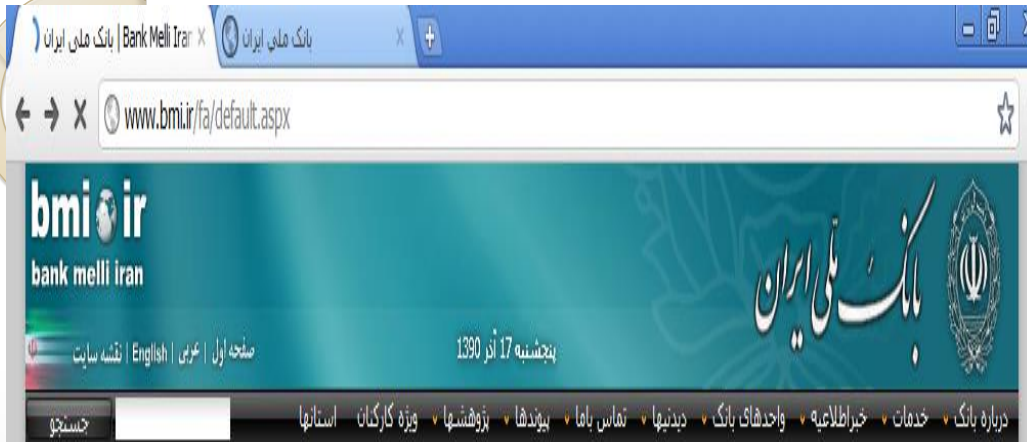 بانک ملی ایران | Bank Melli Iran
بانک ملی ایران
www.bmi.ir/fa/default.aspx
bmi ir
bank melli iran
بانک ملی ایران
صفحه اول | عربی | English | نقشه سایت
پنجشنبه 17 آذر 1390
درباره بانک خدمات خبراطلاعیه واحدهای بانک دیدنیها تماس باما پیوندها پژوهشها ویژه کارکنان استانها
جستجو